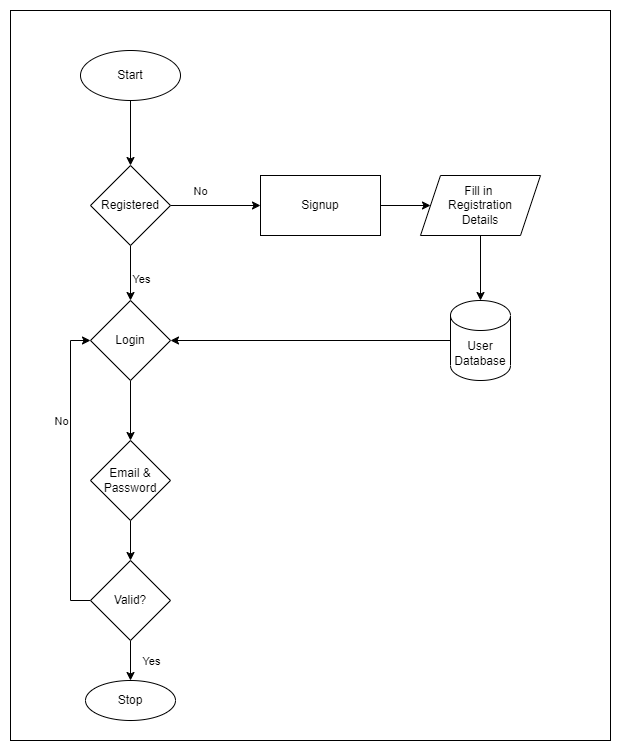 Start
Registered
No
Signup
Fill in
Registration
Details
Yes
Login
User
Database
No
Email &
Password
Valid?
Yes
Stop